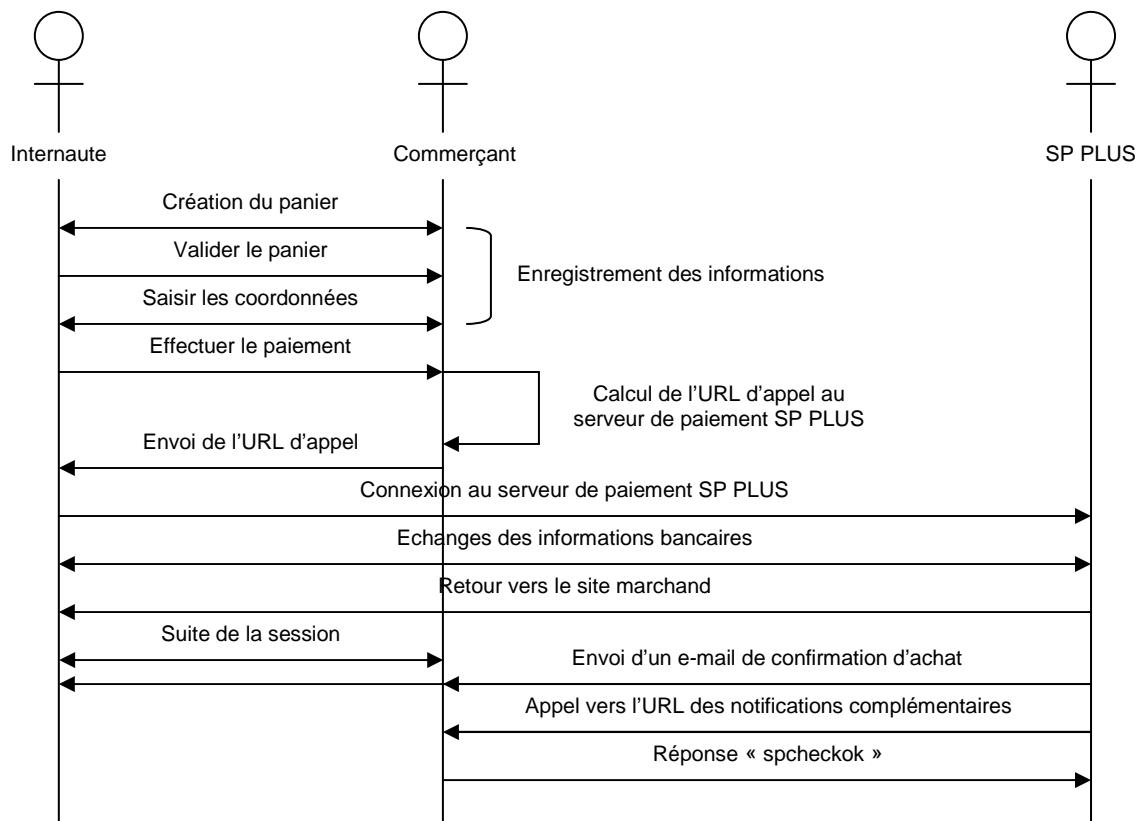 Internaute
Commerçant
SP PLUS
Création du panier
Valider le panier
Enregistrement des informations
Saisir les coordonnées
Effectuer le paiement
Calcul de l’URL d’appel au
serveur de paiement SP PLUS
Envoi de l’URL d’appel
Connexion au serveur de paiement SP PLUS
Echanges des informations bancaires
Retour vers le site marchand
Suite de la session
Envoi d’un e-mail de confirmation d’achat
Appel vers l’URL des notifications complémentaires
Réponse « spcheckok »